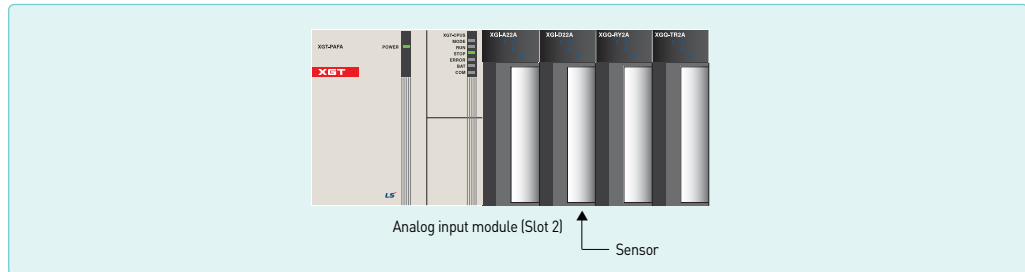 XGT-PAFA
POWER
XGT
LS
XGT-CPUS
MODE
RUN
STOP
ERROR
BAT
COM
XGI-A22A
XGI-D22A
XGQ-RY2A
XGQ-TR2A
Analog input module (Slot 2)
Sensor